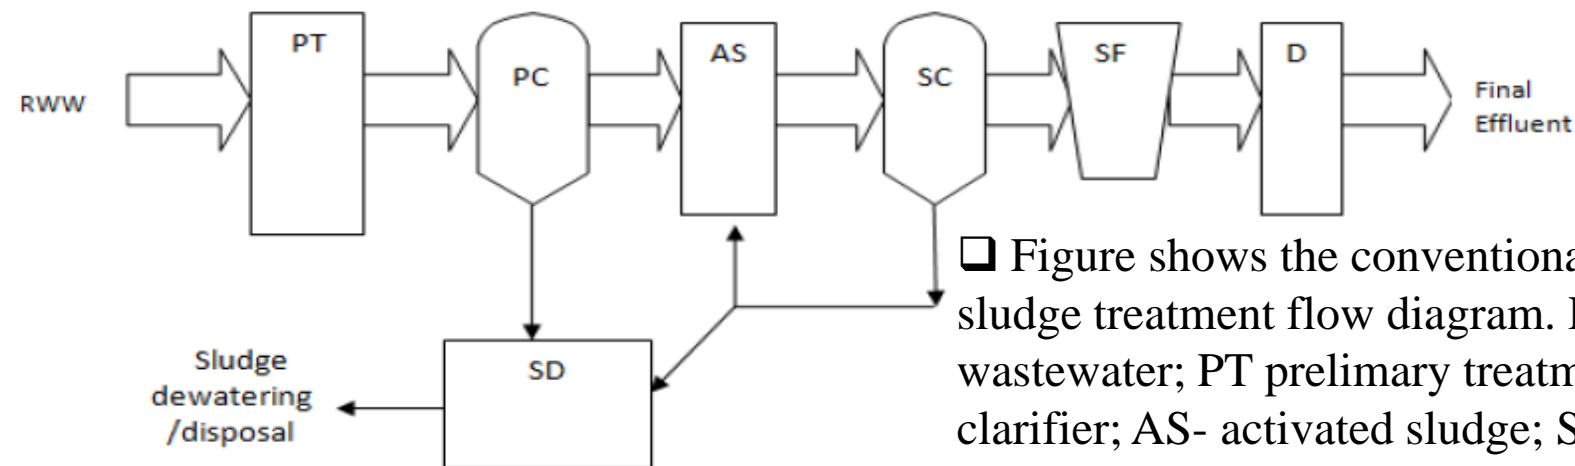 RWW
PT
PC
AS
SC
SF
D
Final
Effluent
SD
Sludge
dewatering
/disposal
❑ Figure shows the conventiona
sludge treatment flow diagram.
wastewater; PT prelimary treatm
clarifier; AS- activated sludge; S